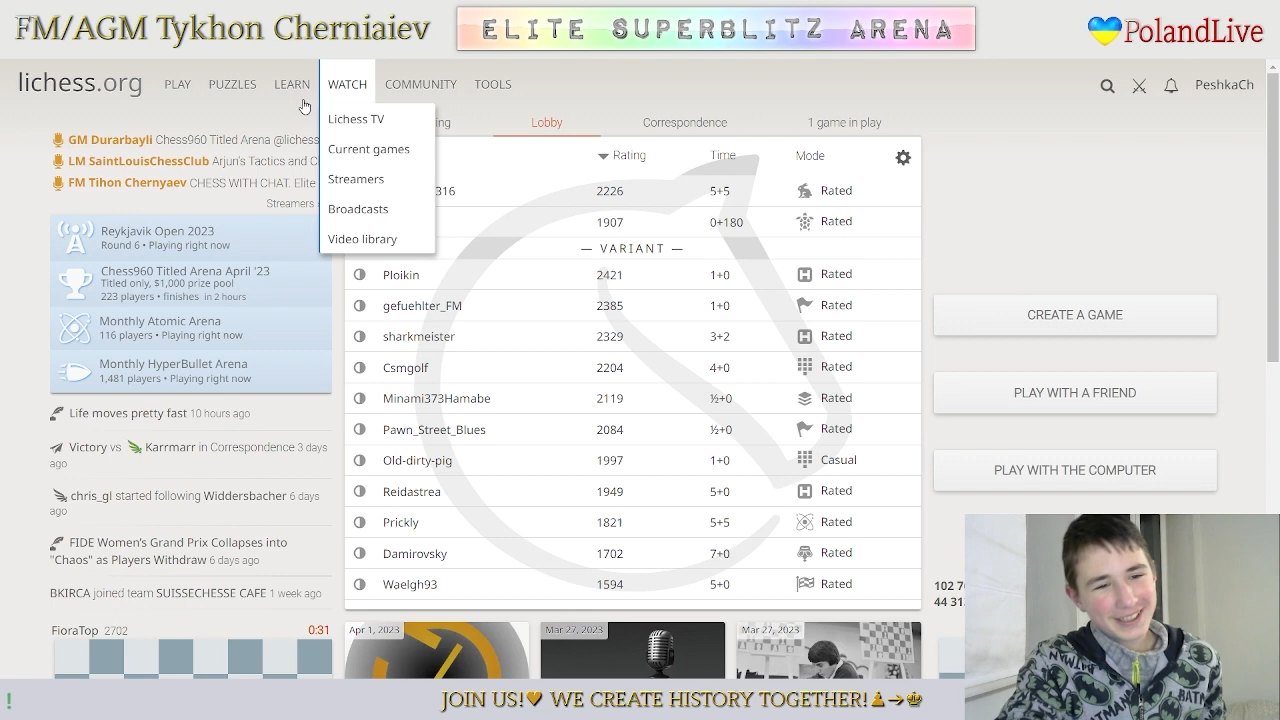 FM/AGM Tykhon Cherniaiev
ELITE SUPERBLITZ ARENA
PolandLive
lichess.org
PLAY
PUZZLES
LEARN
WATCH
COMMUNITY
TOOLS
PeshkaCh
Lichess TV
Current games
Streamers
Broadcasts
Video library
GM Durarbayli Chess960 Titled Arena @lichess
LM SaintLouisChessClub Arjun's Tactics and C
FM Tihon Chernyaev CHESS WITH CHAT. Elite
Streamers »
Reykjavik Open 2023
Round 6 • Playing right now
Chess960 Titled Arena April '23
Titled only, $1,000 prize pool
223 players • finishes in 2 hours
Monthly Atomic Arena
116 players • Playing right now
Monthly HyperBullet Arena
1,481 players • Playing right now
Life moves pretty fast 10 hours ago
Victory vs Karrmarr in Correspondence 3 days
ago
chris_gl started following Widdersbacher 6 days
ago
FIDE Women's Grand Prix Collapses into
"Chaos" as Players Withdraw 6 days ago
BKIRCA joined team SUISSECHESSE CAFE 1 week ago
FioraTop 2702 0:31
ing
Lobby
Correspondence
1 game in play
Rating Time Mode
316 2226 5+5 Rated
1907 0+180 Rated
— VARIANT —
Ploikin 2421 1+0 Rated
gefuehlter_FM 2385 1+0 Rated
sharkmeister 2329 3+2 Rated
Csmgolf 2204 4+0 Rated
Minami373Hamabe 2119 ½+0 Rated
Pawn_Street_Blues 2084 ½+0 Rated
Old-dirty-pig 1997 1+0 Casual
Reidastrea 1949 5+0 Rated
Prickly 1821 5+5 Rated
Damirovsky 1702 7+0 Rated
Waelgh93 1594 5+0 Rated
CREATE A GAME
PLAY WITH A FRIEND
PLAY WITH THE COMPUTER
102 7
44 31
Apr 1, 2023
Mar 27, 2023
Mar 27, 2023
BATMAN
!
JOIN US!♥ WE CREATE HISTORY TOGETHER!♟→♚